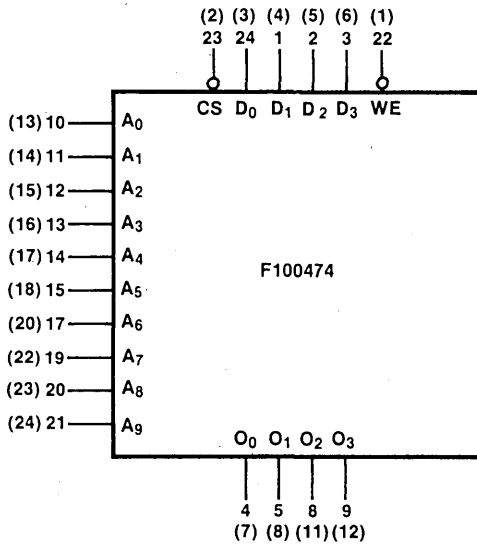 (2) (3) (4) (5) (6) (1)
23 24 1 2 3 22
CS D0 D1 D2 D3 WE
(13) 10 A0
(14) 11 A1
(15) 12 A2
(16) 13 A3
(17) 14 A4
F100474
(18) 15 A5
(20) 17 A6
(22) 19 A7
(23) 20 A8
(24) 21 A9
O0 O1 O2 O3
4 5 8 9
(7) (8) (11) (12)